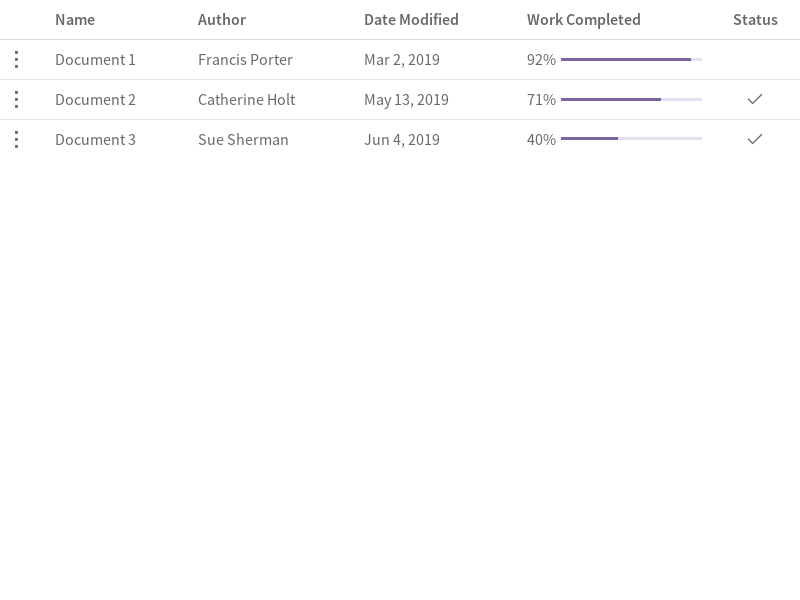 Name Author Date Modified Work Completed Status
Document 1 Francis Porter Mar 2, 2019 92%
Document 2 Catherine Holt May 13, 2019 71%
Document 3 Sue Sherman Jun 4, 2019 40%